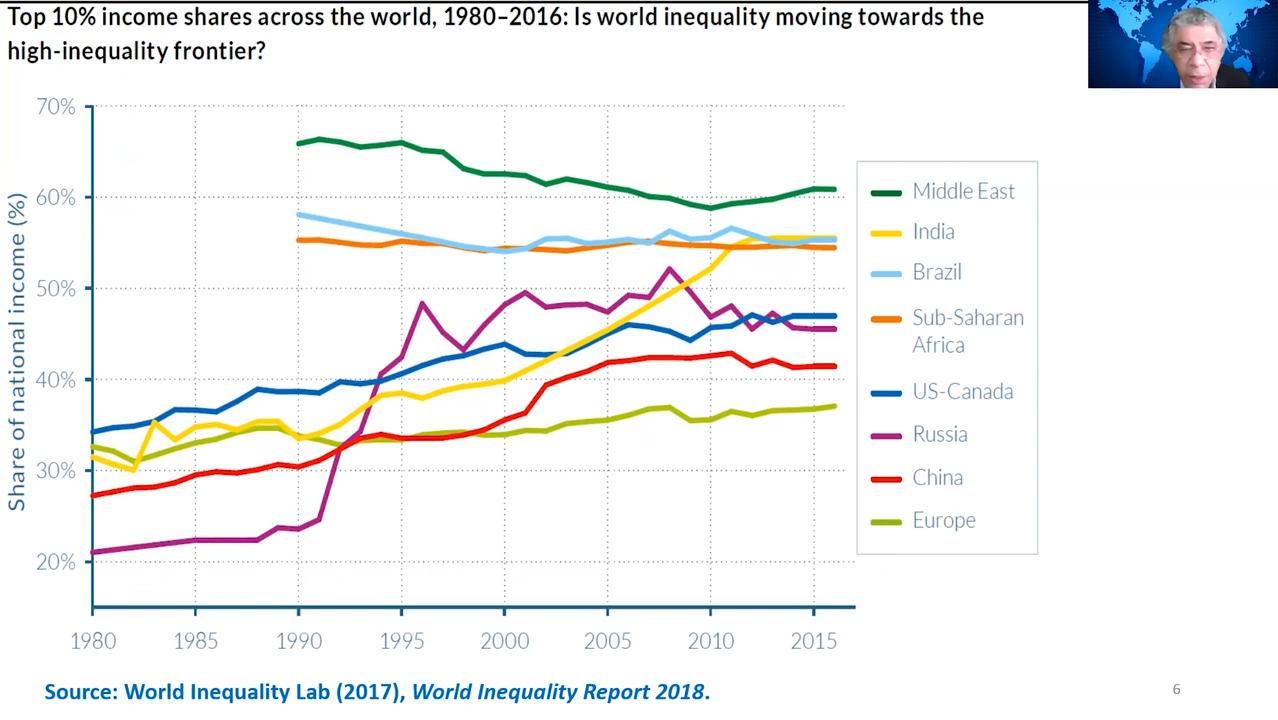 Top 10% income shares across the world, 1980–2016: Is world inequality moving towards the
high-inequality frontier?
Share of national income (%)
70%
60%
50%
40%
30%
20%
1980
1985
1990
1995
2000
2005
2010
2015
Middle East
India
Brazil
Sub-Saharan
Africa
US-Canada
Russia
China
Europe
Source: World Inequality Lab (2017), World Inequality Report 2018.
6